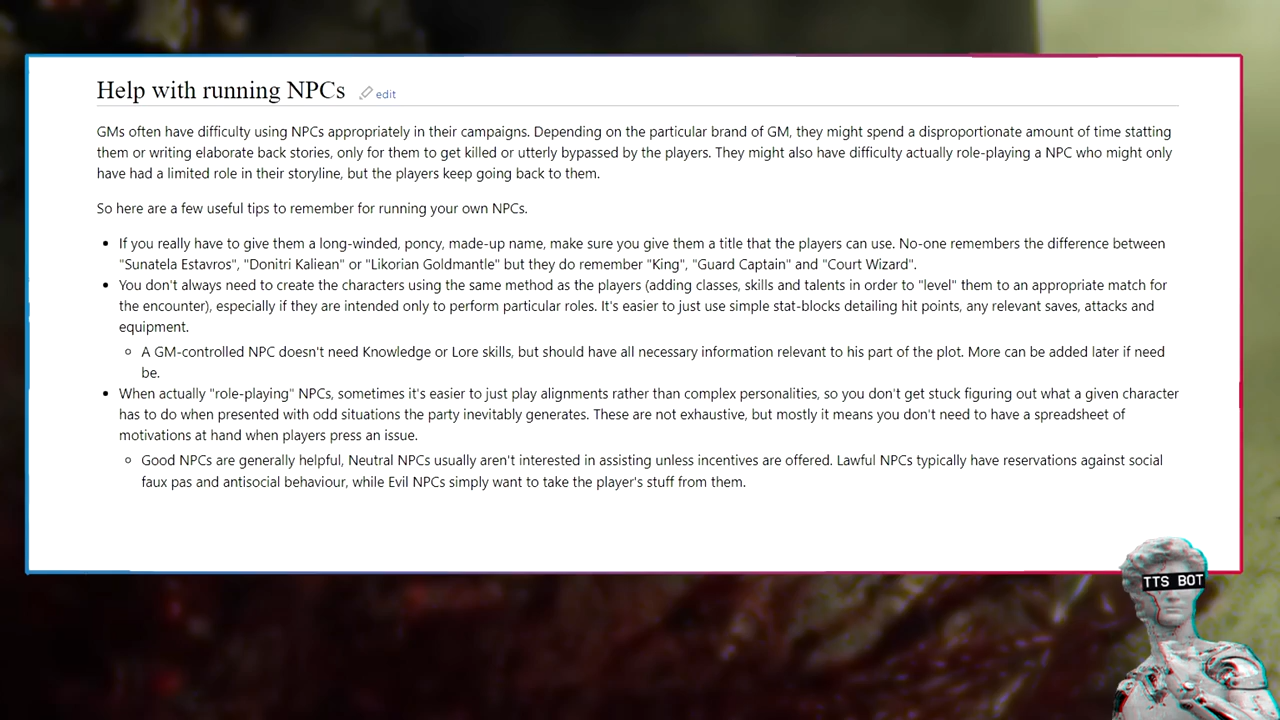 Help with running NPCs edit
GMs often have difficulty using NPCs appropriately in their campaigns. Depending on the particular brand of GM, they might spend a disproportionate amount of time statting
them or writing elaborate back stories, only for them to get killed or utterly bypassed by the players. They might also have difficulty actually role-playing a NPC who might only
have had a limited role in their storyline, but the players keep going back to them.
So here are a few useful tips to remember for running your own NPCs.
• If you really have to give them a long-winded, poncy, made-up name, make sure you give them a title that the players can use. No-one remembers the difference between
"Sunatela Estavros", "Donitri Kaliean" or "Likorian Goldmantle" but they do remember "King", "Guard Captain" and "Court Wizard".
• You don't always need to create the characters using the same method as the players (adding classes, skills and talents in order to "level" them to an appropriate match for
the encounter), especially if they are intended only to perform particular roles. It's easier to just use simple stat-blocks detailing hit points, any relevant saves, attacks and
equipment.
◦ A GM-controlled NPC doesn't need Knowledge or Lore skills, but should have all necessary information relevant to his part of the plot. More can be added later if need
be.
• When actually "role-playing" NPCs, sometimes it's easier to just play alignments rather than complex personalities, so you don't get stuck figuring out what a given character
has to do when presented with odd situations the party inevitably generates. These are not exhaustive, but mostly it means you don't need to have a spreadsheet of
motivations at hand when players press an issue.
◦ Good NPCs are generally helpful, Neutral NPCs usually aren't interested in assisting unless incentives are offered. Lawful NPCs typically have reservations against social
faux pas and antisocial behaviour, while Evil NPCs simply want to take the player's stuff from them.
TTS BOT